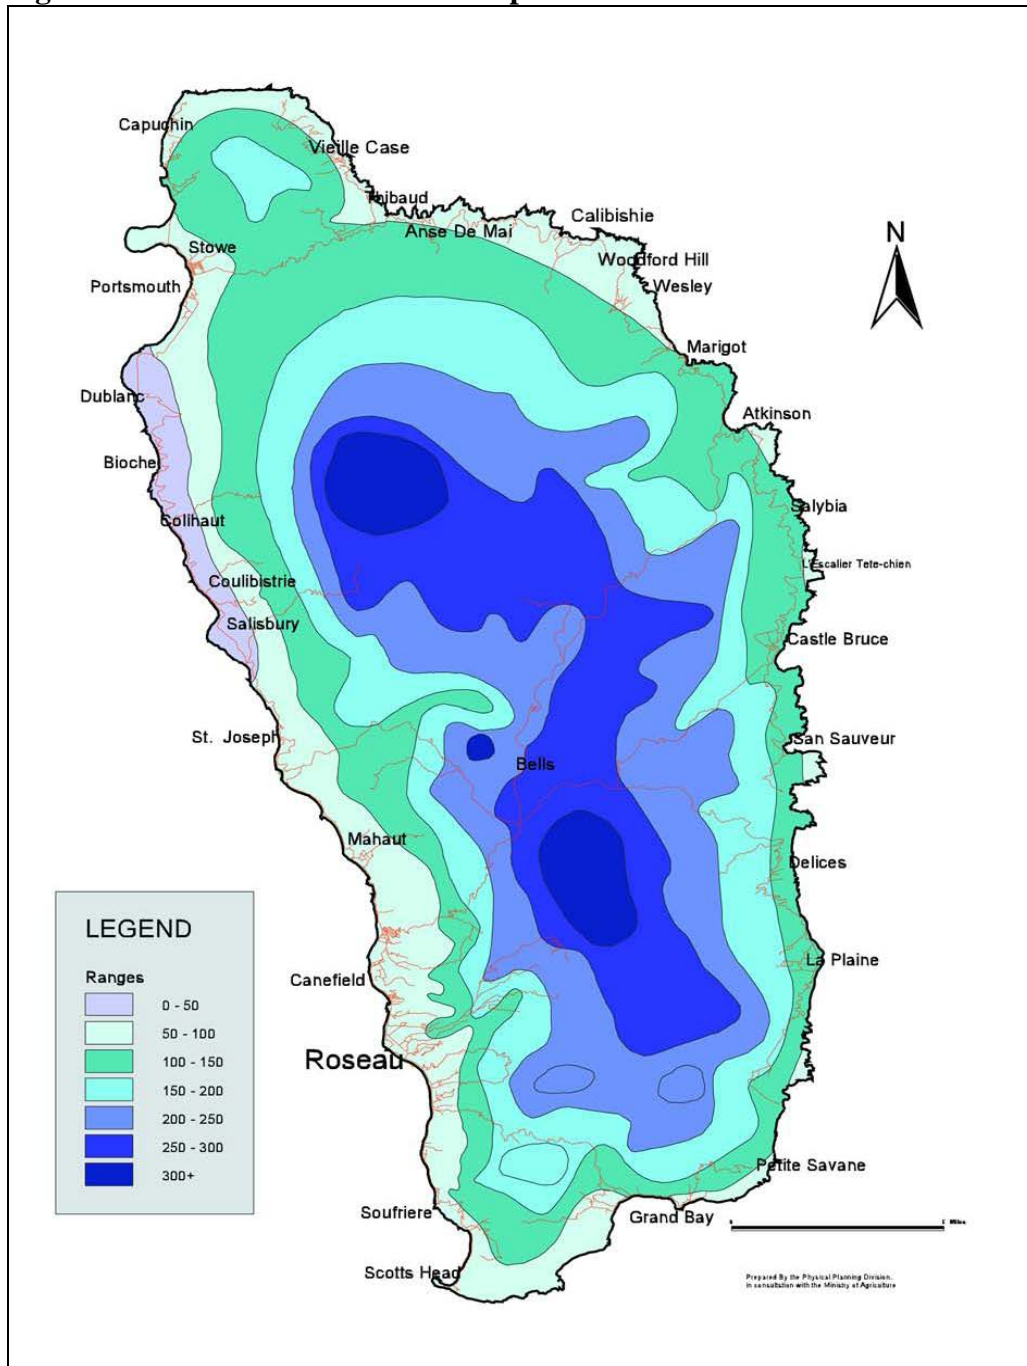 Capuchin
Vieille Case
Thibaud
Calibishie
Anse De Mai
N
Stowe
Woodford Hill
Portsmouth
Wesley
Marigot
Dublanc
Atkinson
Bioche
Salybia
Colihaut
L'Escalier Tete-chien
Coulibistrie
Salisbury
Castle Bruce
St. Joseph
San Sauveur
Bells
Mahaut
Delices
LEGEND
La Plaine
Ranges
Canefield
0 - 50
50 - 100
Roseau
100 - 150
150 - 200
200 - 250
250 - 300
300+
Petite Savane
Soufriere
Grand Bay
Miles
Scotts Head
Prepared By the Physical Planning Division,
in consultation with the Ministry of Agriculture